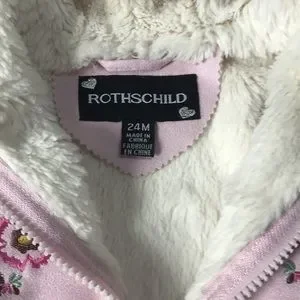 ROTHSCHILD
24M
MADE IN
CHINA
FABRIQUÉ
EN CHINE